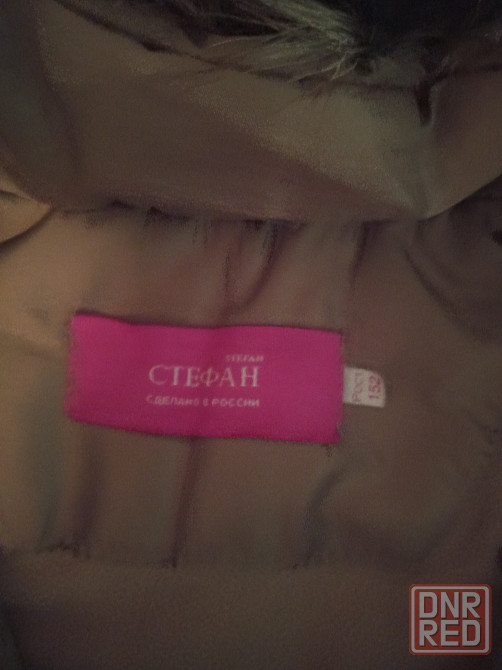 СТЕФАН
СТЕФАН
СДЕЛАНО В РОССИИ
Рост
152
DNR
RED